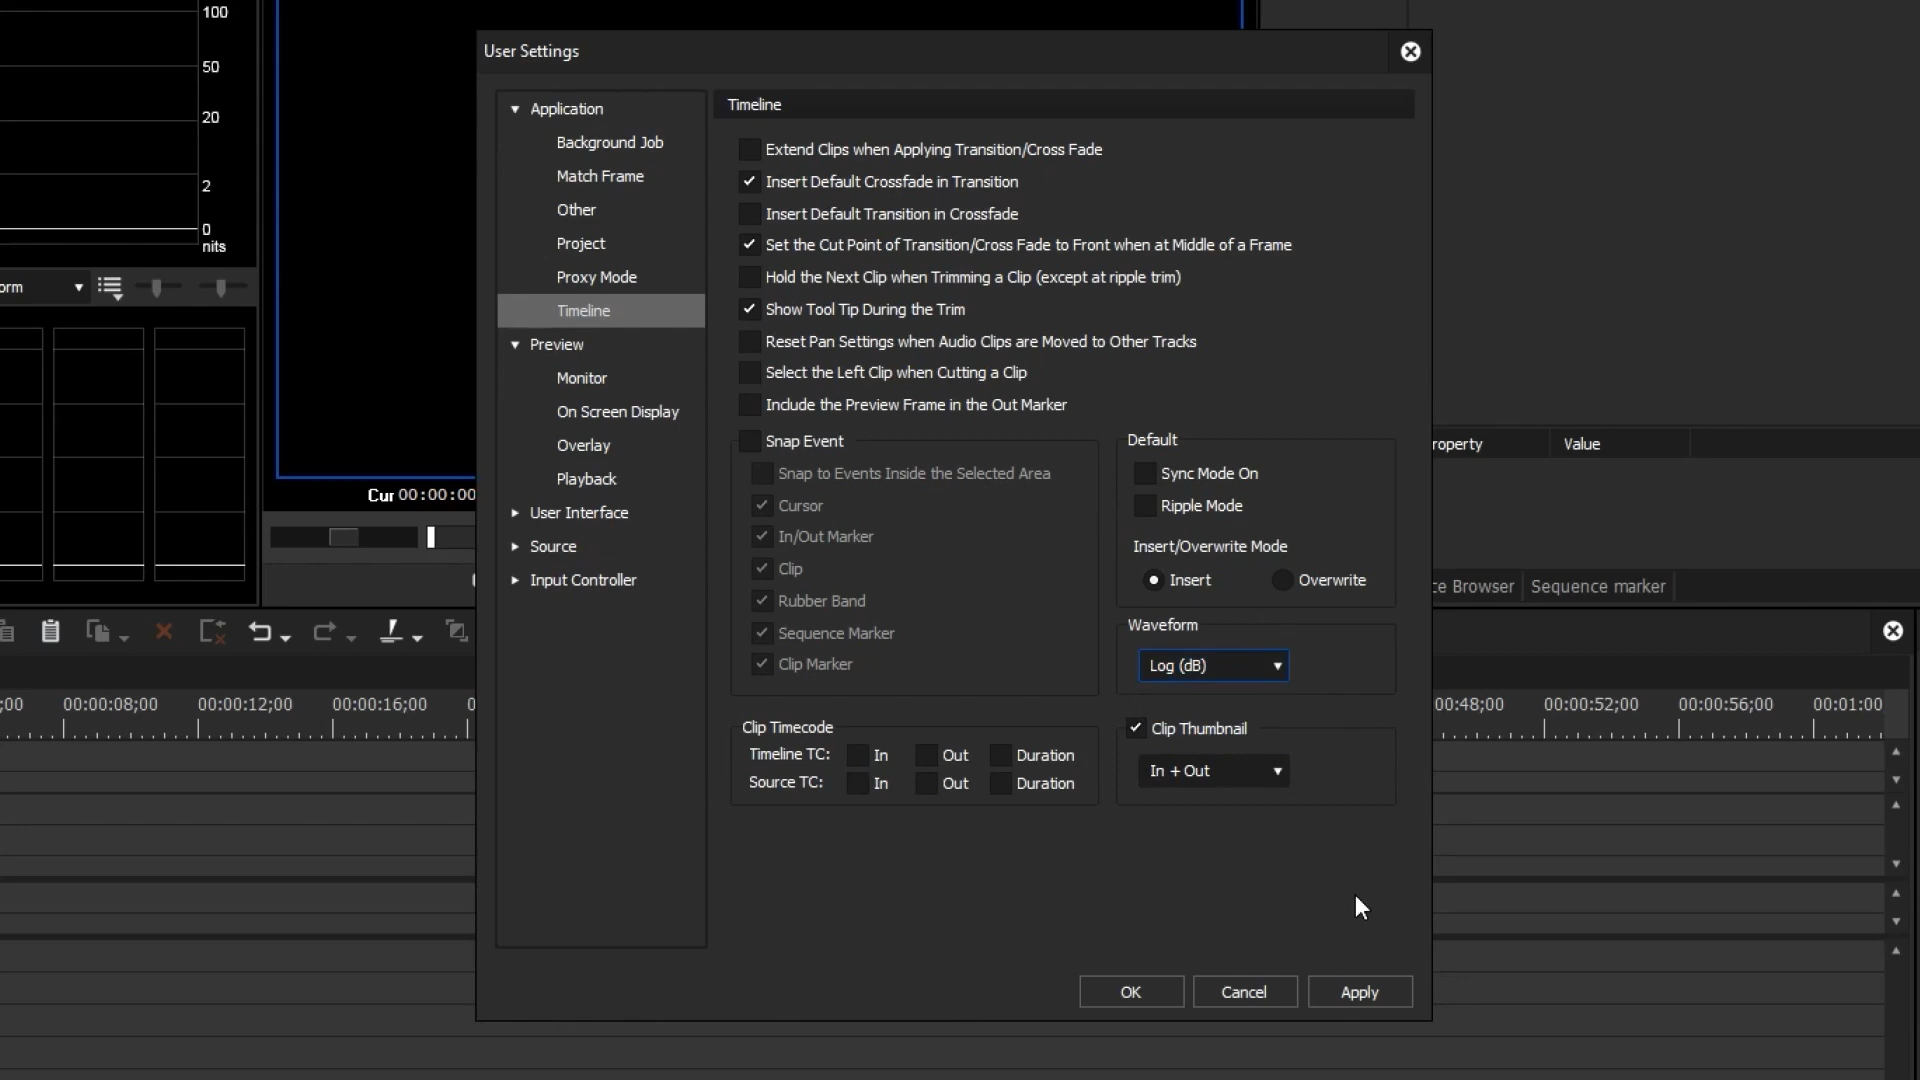 100
50
20
2
0
nits
orm
Cur 00:00:00
User Settings
Application
Background Job
Match Frame
Other
Project
Proxy Mode
Timeline
Preview
Monitor
On Screen Display
Overlay
Playback
User Interface
Source
Input Controller
Timeline
Extend Clips when Applying Transition/Cross Fade
Insert Default Crossfade in Transition
Insert Default Transition in Crossfade
Set the Cut Point of Transition/Cross Fade to Front when at Middle of a Frame
Hold the Next Clip when Trimming a Clip (except at ripple trim)
Show Tool Tip During the Trim
Reset Pan Settings when Audio Clips are Moved to Other Tracks
Select the Left Clip when Cutting a Clip
Include the Preview Frame in the Out Marker
Snap Event
Snap to Events Inside the Selected Area
Cursor
In/Out Marker
Clip
Rubber Band
Sequence Marker
Clip Marker
Default
Sync Mode On
Ripple Mode
Insert/Overwrite Mode
Insert Overwrite
Waveform
Log (dB)
Clip Timecode
Timeline TC: In Out Duration
Source TC: In Out Duration
Clip Thumbnail
In + Out
OK Cancel Apply
roperty Value
ce Browser Sequence marker
;00 00:00:08;00 00:00:12;00 00:00:16;00 0
00:48;00 00:00:52;00 00:00:56;00 00:01:00